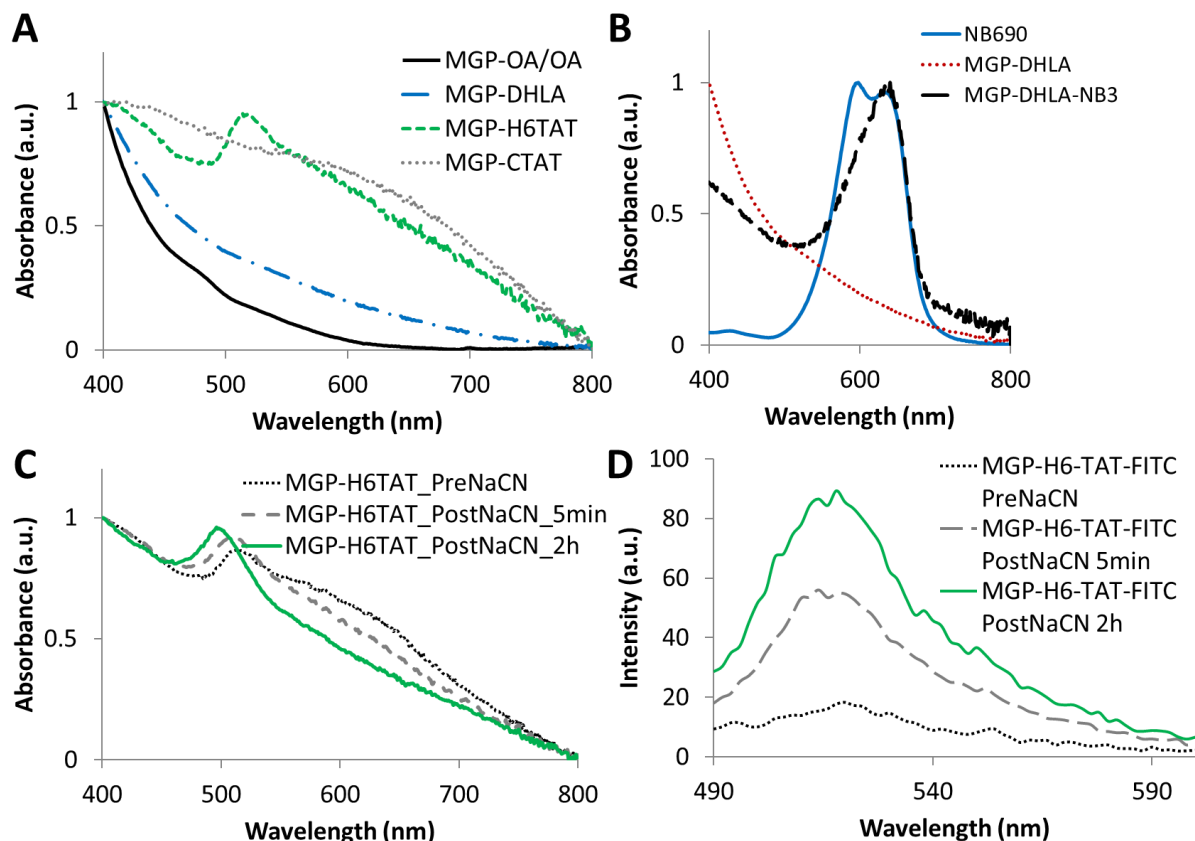 A
Absorbance (a.u.)
1
0.5
0
400
500
600
700
800
Wavelength (nm)
MGP-OA/OA
MGP-DHLA
MGP-H6TAT
MGP-CTAT
B
Absorbance (a.u.)
1
0.5
0
400
600
800
Wavelength (nm)
NB690
MGP-DHLA
MGP-DHLA-NB3
C
Absorbance (a.u.)
1
0.5
0
400
500
600
700
800
Wavelength (nm)
MGP-H6TAT_PreNaCN
MGP-H6TAT_PostNaCN_5min
MGP-H6TAT_PostNaCN_2h
D
Intensity (a.u.)
100
80
60
40
20
0
490
540
590
Wavelength (nm)
MGP-H6-TAT-FITC
PreNaCN
MGP-H6-TAT-FITC
PostNaCN 5min
MGP-H6-TAT-FITC
PostNaCN 2h